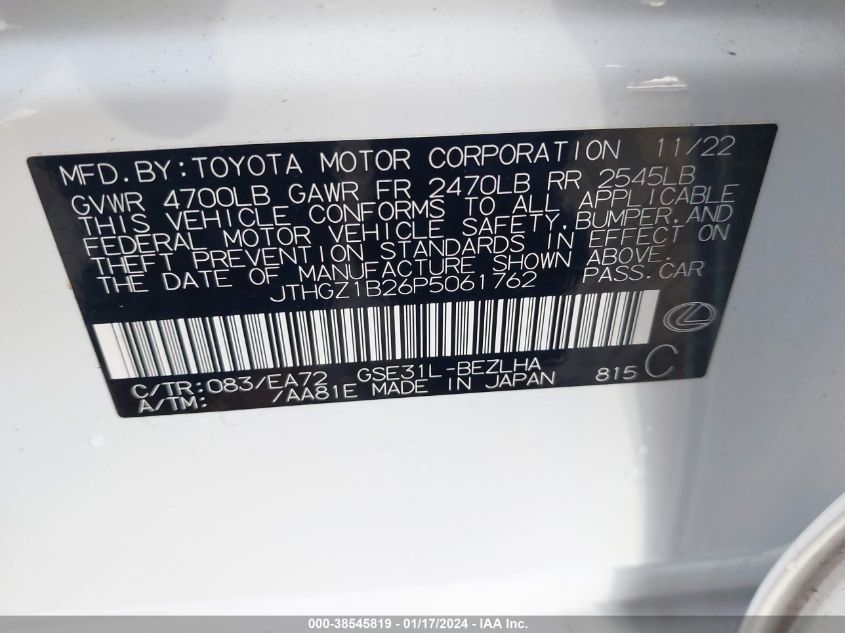 MFD. BY: TOYOTA MOTOR CORPORATION 11/22
GVWR 4700LB GAWR FR 2470LB RR 2545LB
THIS VEHICLE CONFORMS TO ALL APPLICABLE
FEDERAL MOTOR VEHICLE SAFETY, BUMPER, AND
THEFT PREVENTION STANDARDS IN EFFECT ON
THE DATE OF MANUFACTURE SHOWN ABOVE.
JTHGZ1B26P5061762 PASS. CAR
C/TR: 083/EA72 GSE31L-BEZLHA
A/TM: /AA81E MADE IN JAPAN 815 C
000-38545819 - 01/17/2024 - IAA Inc.